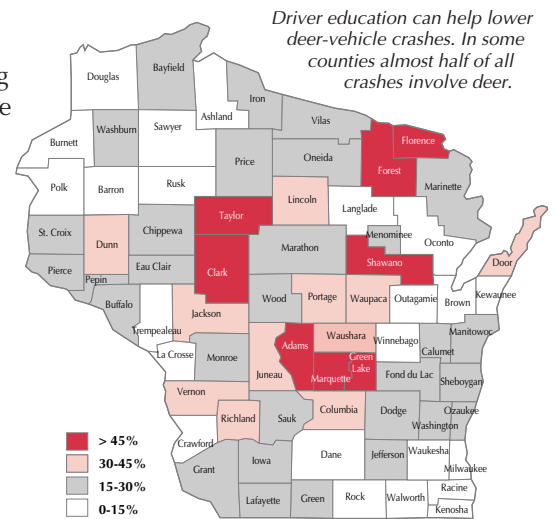 Driver education can help lower
deer-vehicle crashes. In some
counties almost half of all
crashes involve deer.
g
e
Douglas
Bayfield
Iron
Vilas
Ashland
Burnett
Washburn
Sawyer
Florence
Price
Oneida
Forest
Polk
Barron
Rusk
Marinette
Lincoln
Taylor
Langlade
St. Croix
Dunn
Chippewa
Menominee
Oconto
Marathon
Pierce
Eau Claire
Clark
Shawano
Door
Pepin
Buffalo
Wood
Portage
Waupaca
Outagamie
Brown
Kewaunee
Jackson
Trempealeau
Waushara
Winnebago
Manitowoc
Adams
La Crosse
Monroe
Green
Lake
Calumet
Juneau
Marquette
Fond du Lac
Sheboygan
Vernon
Richland
Sauk
Columbia
Dodge
Ozaukee
Washington
Crawford
Iowa
Dane
Jefferson
Waukesha
Milwaukee
Grant
Lafayette
Green
Rock
Walworth
Racine
Kenosha
> 45%
30-45%
15-30%
0-15%